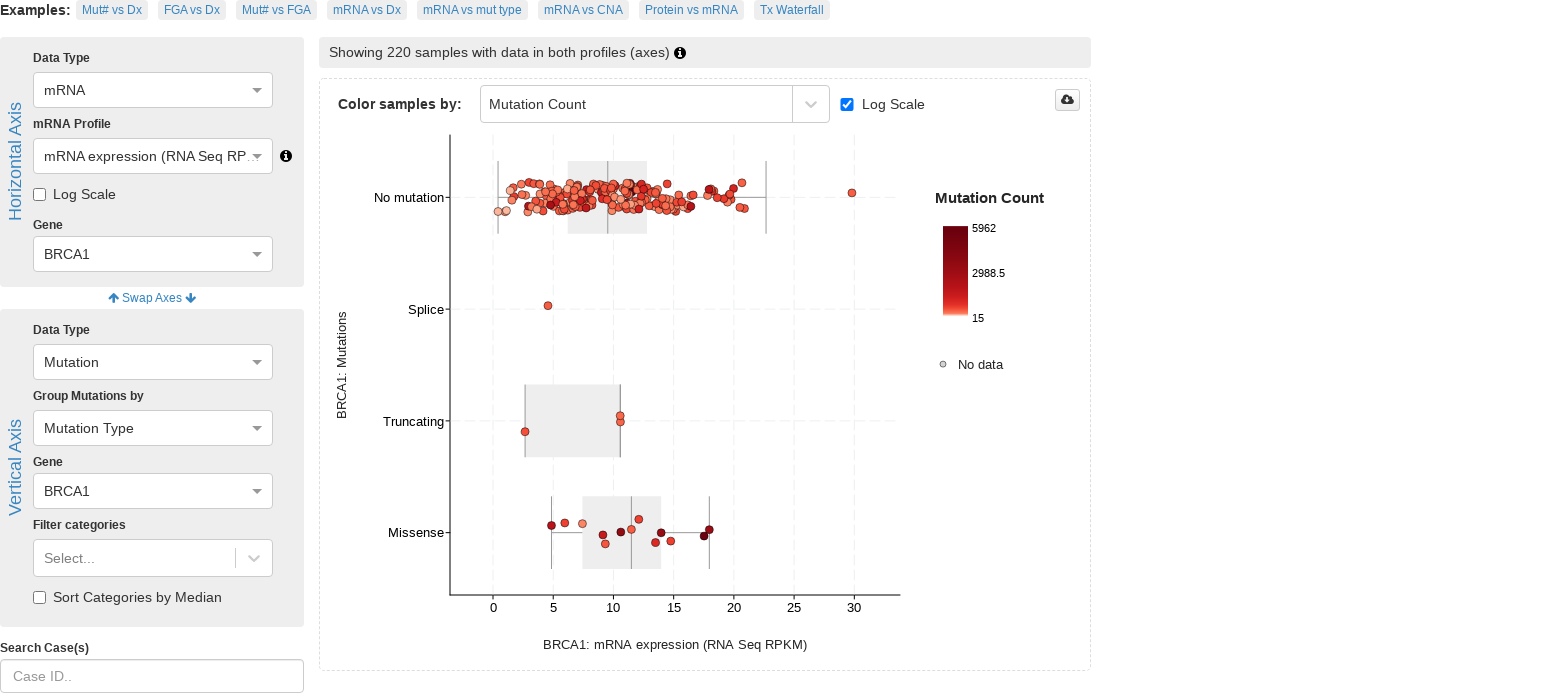 Examples: Mut# vs Dx FGA vs Dx Mut# vs FGA mRNA vs Dx mRNA vs mut type mRNA vs CNA Protein vs mRNA Tx Waterfall
Horizontal Axis
Data Type
mRNA
mRNA Profile
mRNA expression (RNA Seq RP...
Log Scale
Gene
BRCA1
Swap Axes
Vertical Axis
Data Type
Mutation
Group Mutations by
Mutation Type
Gene
BRCA1
Filter categories
Select...
Sort Categories by Median
Search Case(s)
Case ID..
Showing 220 samples with data in both profiles (axes)
Color samples by: Mutation Count Log Scale
BRCA1: Mutations
No mutation
Splice
Truncating
Missense
0 5 10 15 20 25 30
BRCA1: mRNA expression (RNA Seq RPKM)
Mutation Count
5962
2988.5
15
No data